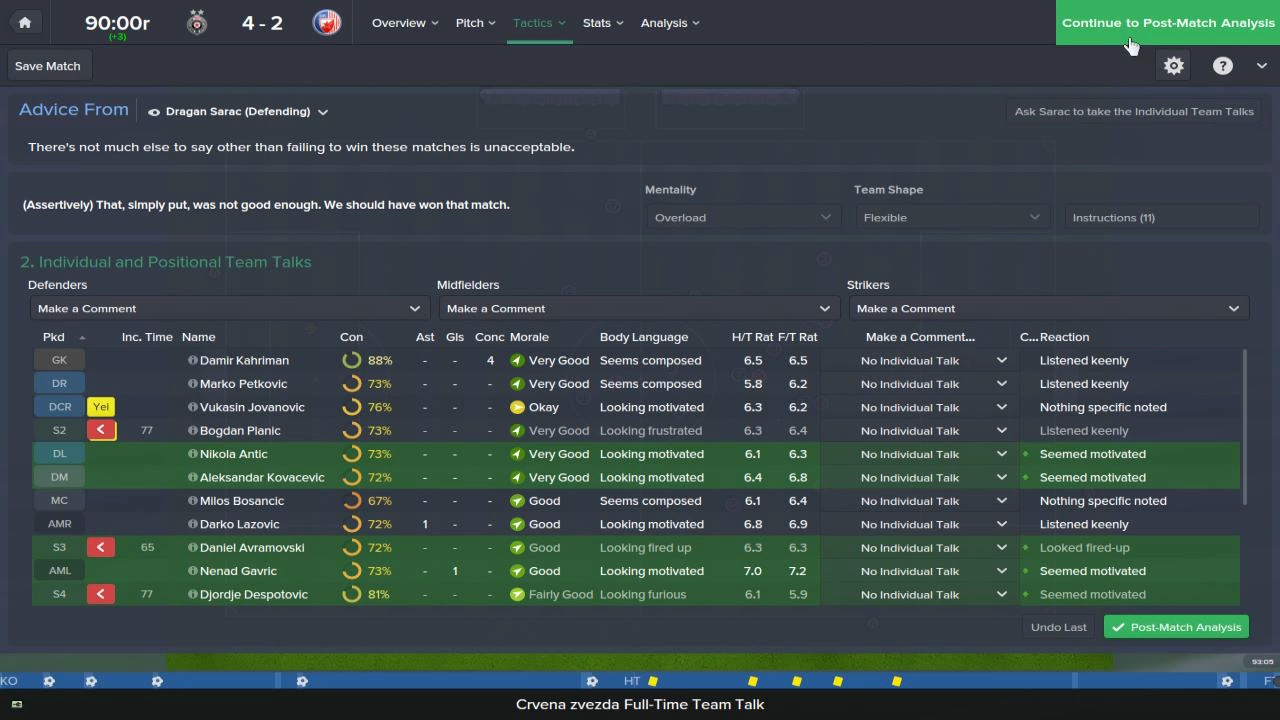 90:00r
(+3)
4 - 2
Overview
Pitch
Tactics
Stats
Analysis
Continue to Post-Match Analysis
Save Match
?
Advice From
Dragan Sarac (Defending)
Ask Sarac to take the Individual Team Talks
There's not much else to say other than failing to win these matches is unacceptable.
Mentality
Team Shape
(Assertively) That, simply put, was not good enough. We should have won that match.
Overload
Flexible
Instructions (11)
2. Individual and Positional Team Talks
Defenders
Midfielders
Strikers
Make a Comment
Make a Comment
Make a Comment
Pkd Inc. Time Name Con Ast Gls Conc Morale Body Language H/T Rat F/T Rat Make a Comment... C... Reaction
GK Damir Kahriman 88% - - 4 Very Good Seems composed 6.5 6.5 No Individual Talk Listened keenly
DR Marko Petkovic 73% - - - Very Good Seems composed 5.8 6.2 No Individual Talk Listened keenly
DCR Yel Vukasin Jovanovic 76% - - - Okay Looking motivated 6.3 6.2 No Individual Talk Nothing specific noted
S2 77 Bogdan Planic 73% - - - Very Good Looking frustrated 6.3 6.4 No Individual Talk Listened keenly
DL Nikola Antic 73% - - - Very Good Looking motivated 6.1 6.3 No Individual Talk Seemed motivated
DM Aleksandar Kovacevic 72% - - - Very Good Looking motivated 6.4 6.8 No Individual Talk Seemed motivated
MC Milos Bosancic 67% - - - Good Seems composed 6.1 6.4 No Individual Talk Nothing specific noted
AMR Darko Lazovic 72% 1 - - Good Looking motivated 6.8 6.9 No Individual Talk Listened keenly
S3 65 Daniel Avramovski 72% - - - Good Looking fired up 6.3 6.3 No Individual Talk Looked fired-up
AML Nenad Gavric 73% - 1 - Good Looking motivated 7.0 7.2 No Individual Talk Seemed motivated
S4 77 Djordje Despotovic 81% - - - Fairly Good Looking furious 6.1 5.9 No Individual Talk Seemed motivated
Undo Last
Post-Match Analysis
93:05
KO
HT
Crvena zvezda Full-Time Team Talk